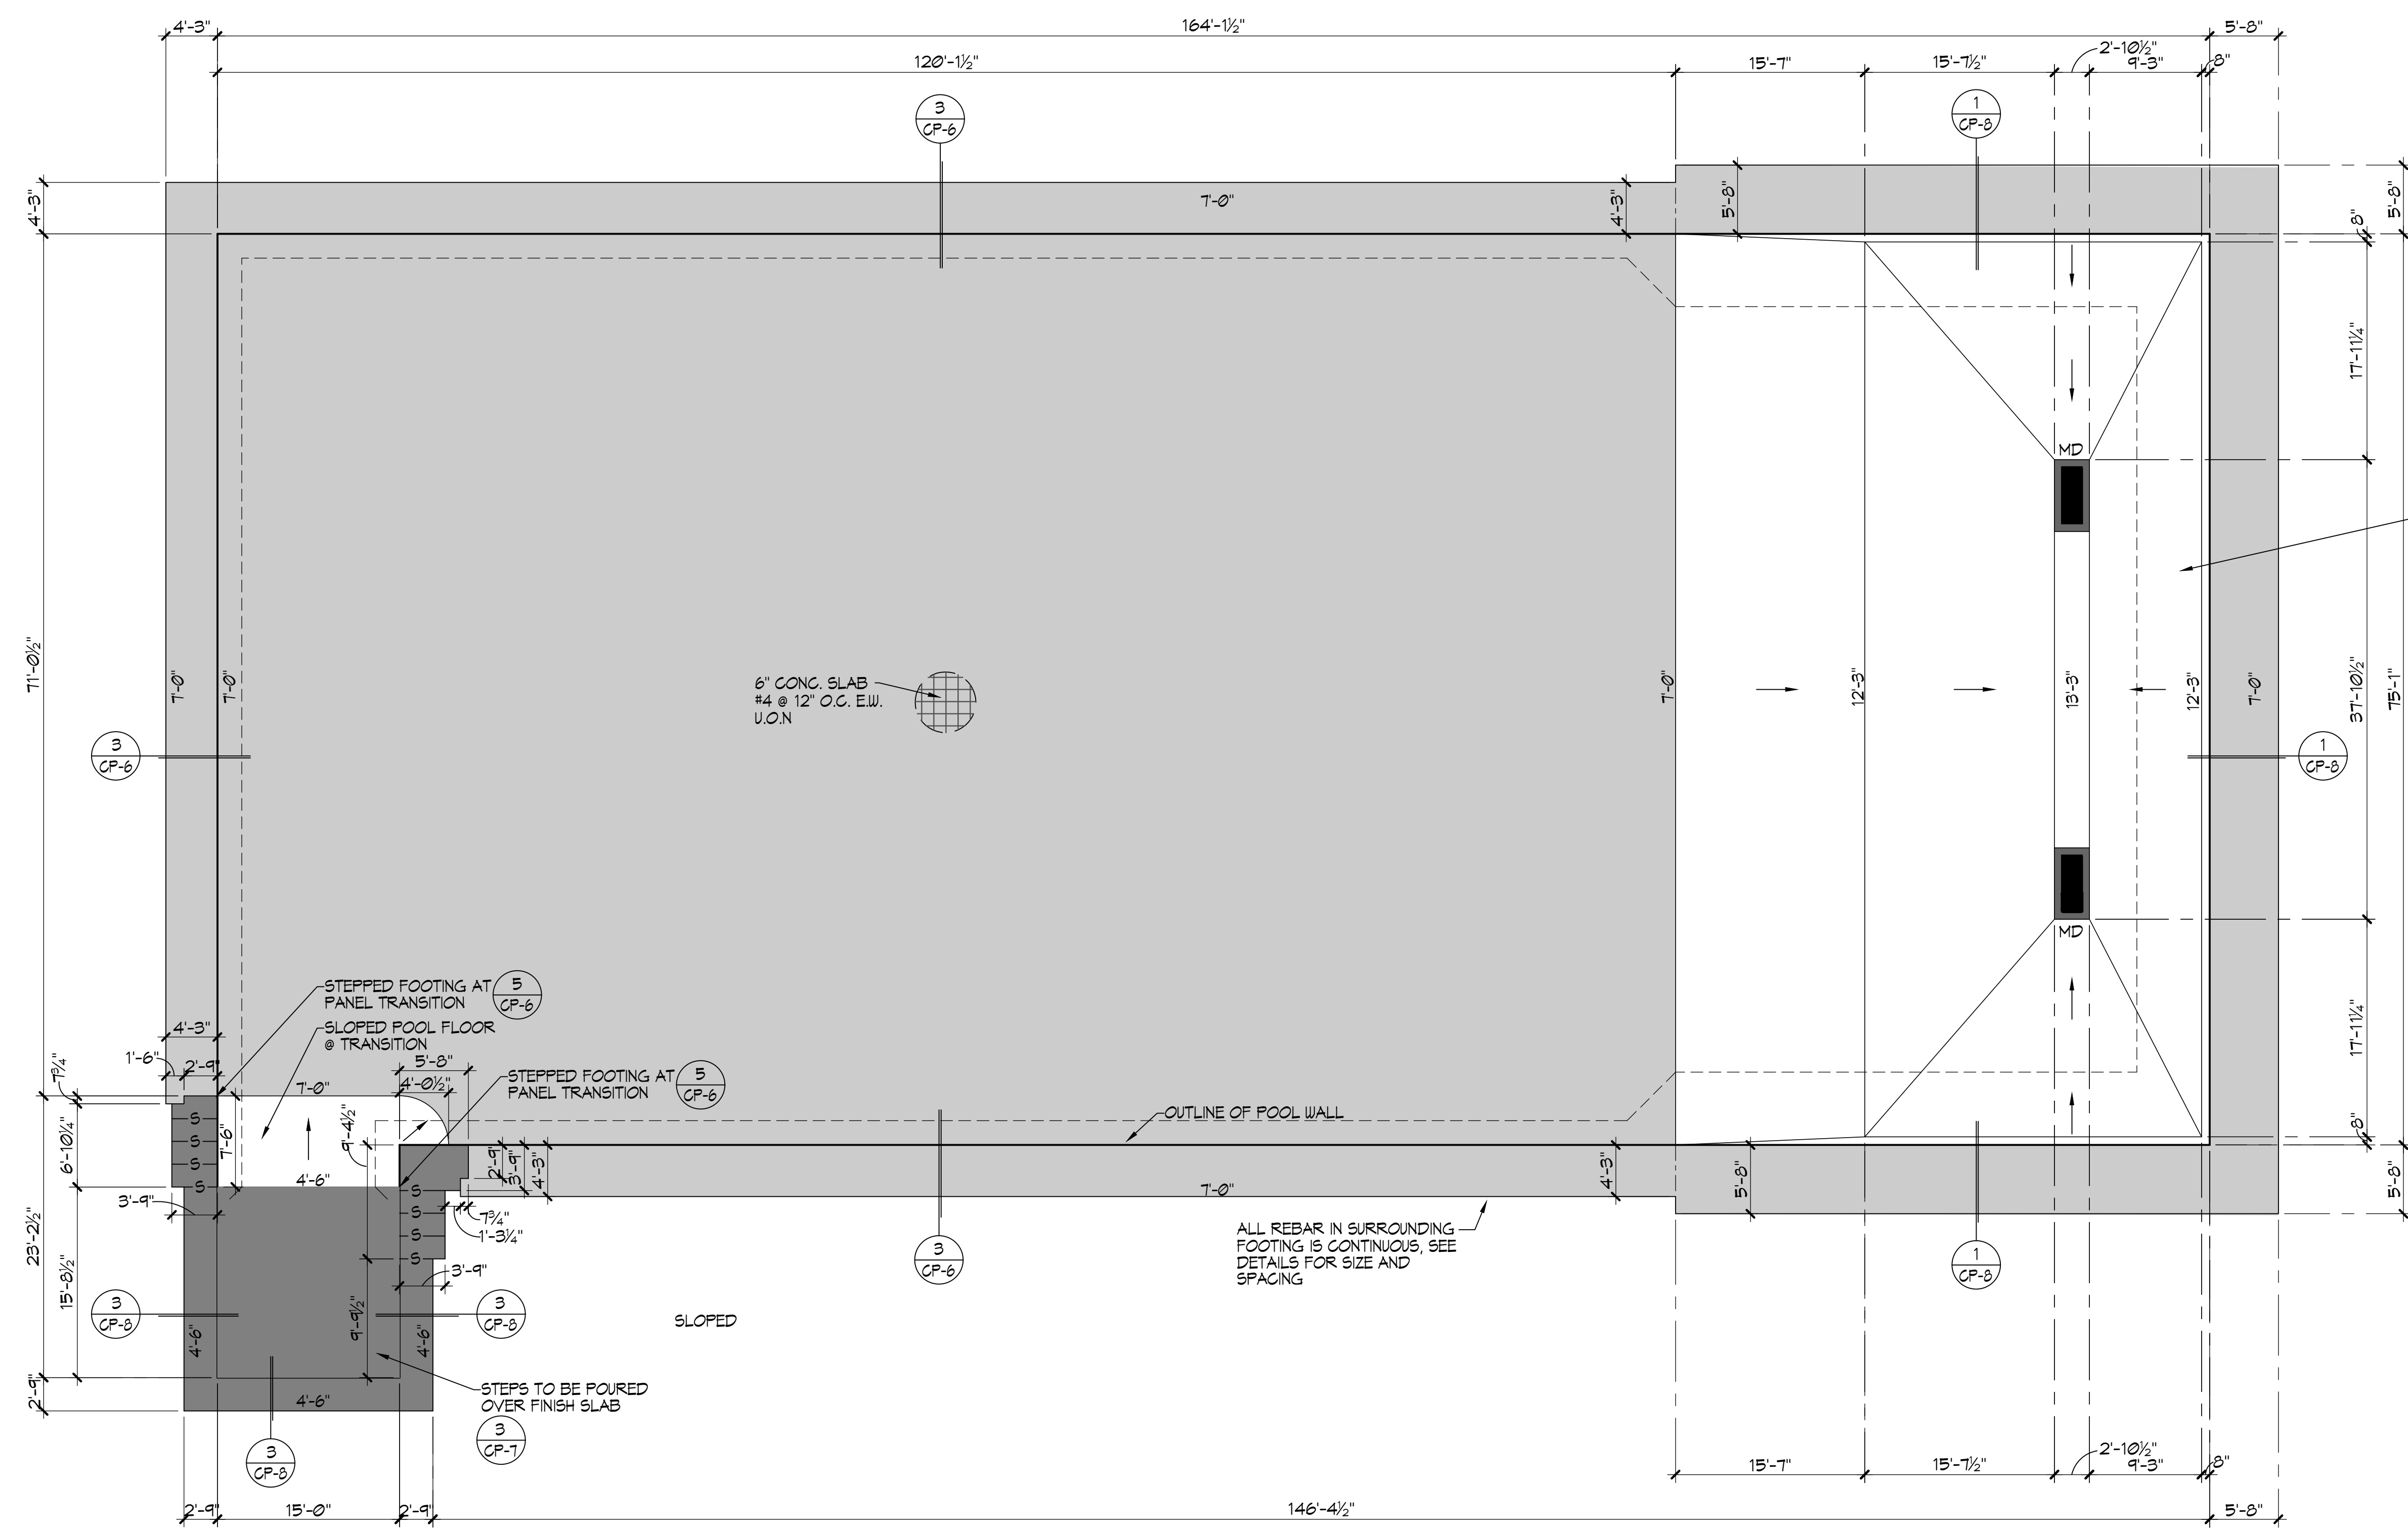 4'-3"
164'-1½"
5'-8"
120'-1½"
15'-7"
15'-7½"
2'-10½"
9'-3"
8"
3
CP-6
1
CP-8
4'-3"
7'-0"
4'-3"
5'-8"
5'-8"
8"
17'-11¼"
MD
71'-0½"
7'-0"
7'-0"
6" CONC. SLAB
#4 @ 12" O.C. E.W.
U.O.N
7'-0"
12'-3"
13'-3"
12'-3"
7'-0"
37'-10½"
75'-1"
3
CP-6
1
CP-8
MD
STEPPED FOOTING AT
PANEL TRANSITION
5
CP-6
SLOPED POOL FLOOR
@ TRANSITION
4'-3"
1'-6"
2'-9"
7¾"
5'-8"
4'-0½"
STEPPED FOOTING AT
PANEL TRANSITION
5
CP-6
7'-0"
17'-11¼"
OUTLINE OF POOL WALL
S
S
S
S
6'-10¼"
7'-6"
9'-4½"
4'-6"
2'-9"
3'-9"
4'-3"
4'-3"
5'-8"
8"
5'-8"
7'-0"
3'-9"
S
S
S
S
7¾"
1'-3¼"
3'-9"
ALL REBAR IN SURROUNDING
FOOTING IS CONTINUOUS, SEE
DETAILS FOR SIZE AND
SPACING
3
CP-6
1
CP-8
23'-2½"
15'-8½"
3
CP-8
3
CP-8
4'-6"
9'-9½"
4'-6"
SLOPED
2'-9"
4'-6"
STEPS TO BE POURED
OVER FINISH SLAB
3
CP-7
3
CP-8
15'-7"
15'-7½"
2'-10½"
9'-3"
8"
2'-9"
15'-0"
2'-9"
146'-4½"
5'-8"